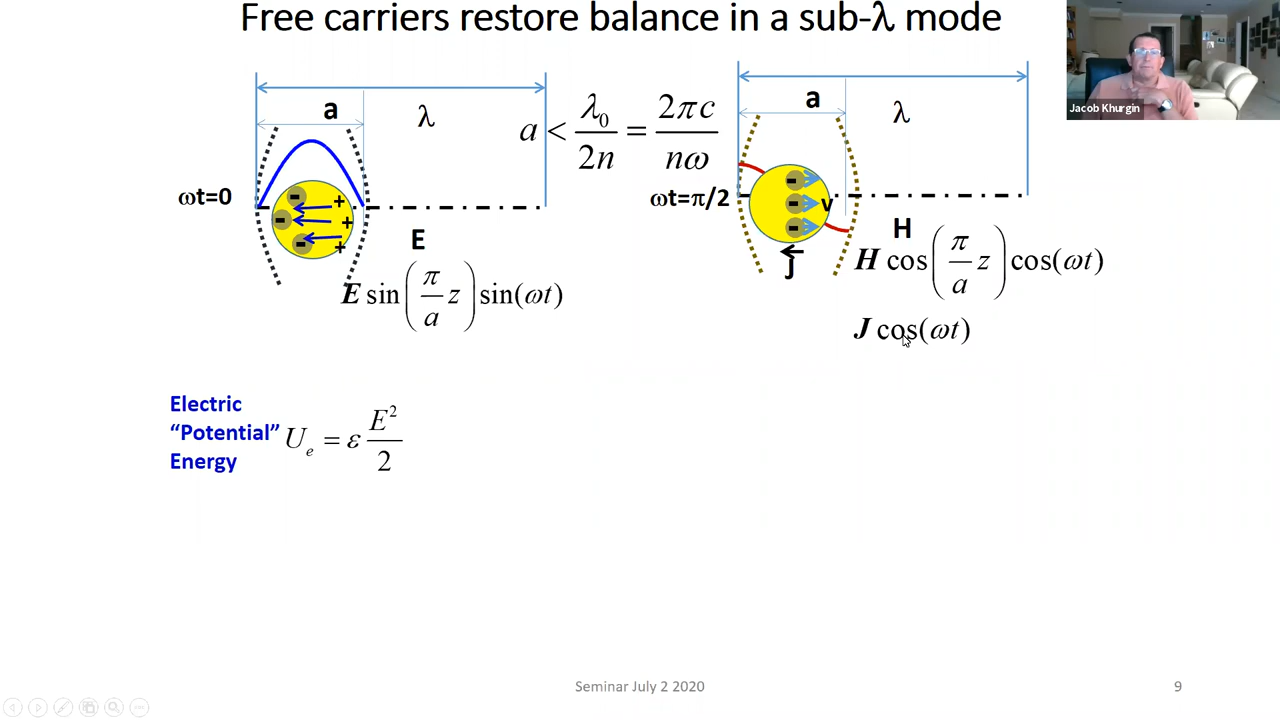 Free carriers restore balance in a sub-λ mode
Jacob Khurgin
a
λ
a < λ₀/2n = 2πc/nω
a
λ
ωt=0
- - -
+ + +
E
E sin(π/a z) sin(ωt)
ωt=π/2
- - -
v
J
H
H cos(π/a z) cos(ωt)
J cos(ωt)
Electric
“Potential”
Energy
Uₑ = ε E²/2
Seminar July 2 2020
9